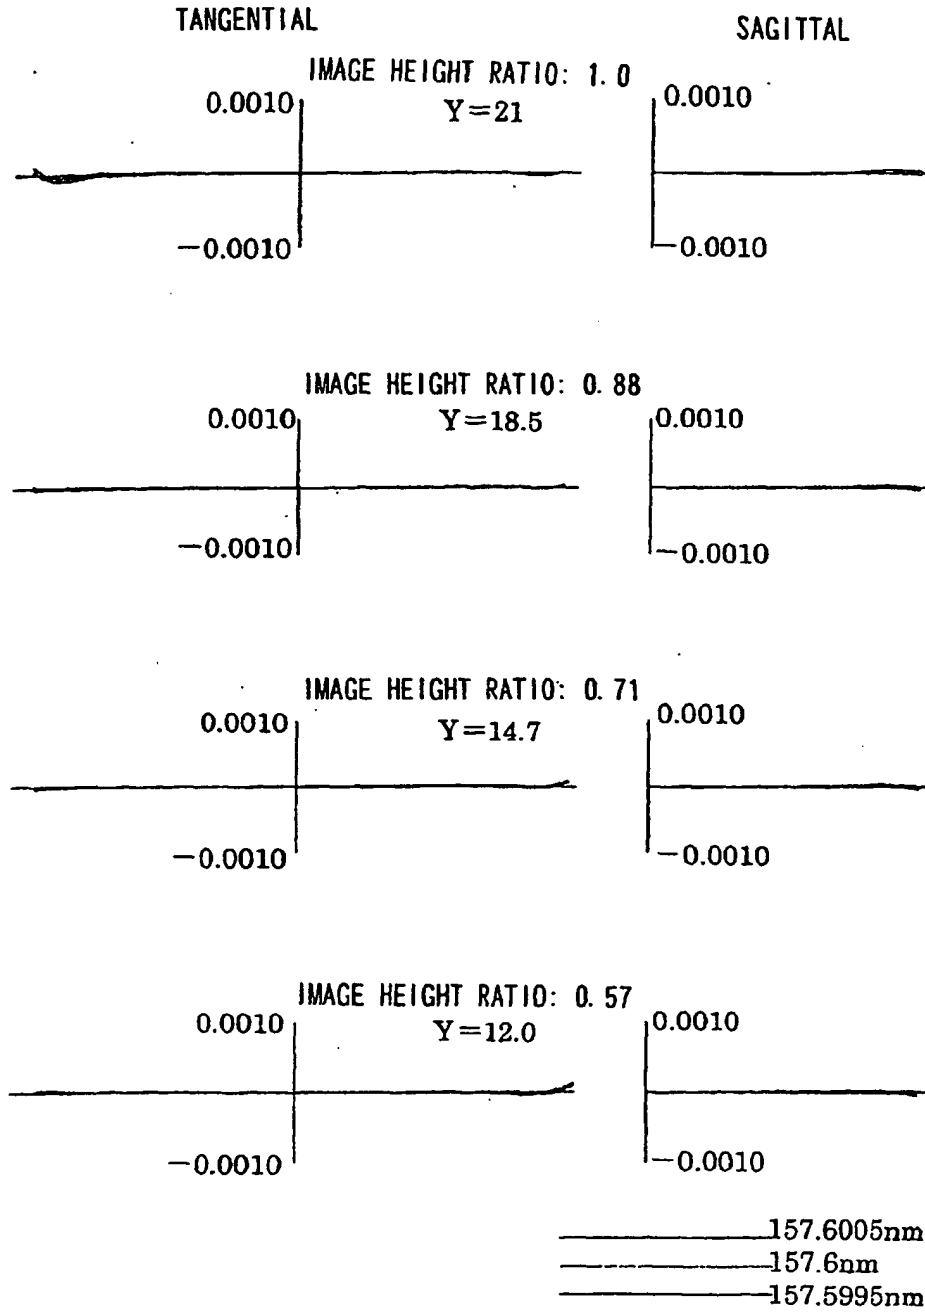 TANGENTIAL
SAGITTAL
IMAGE HEIGHT RATIO: 1.0
0.0010
Y=21
0.0010
−0.0010
−0.0010
IMAGE HEIGHT RATIO: 0.88
0.0010
Y=18.5
0.0010
−0.0010
−0.0010
IMAGE HEIGHT RATIO: 0.71
0.0010
Y=14.7
0.0010
−0.0010
−0.0010
IMAGE HEIGHT RATIO: 0.57
0.0010
Y=12.0
0.0010
−0.0010
−0.0010
157.6005nm
157.6nm
157.5995nm